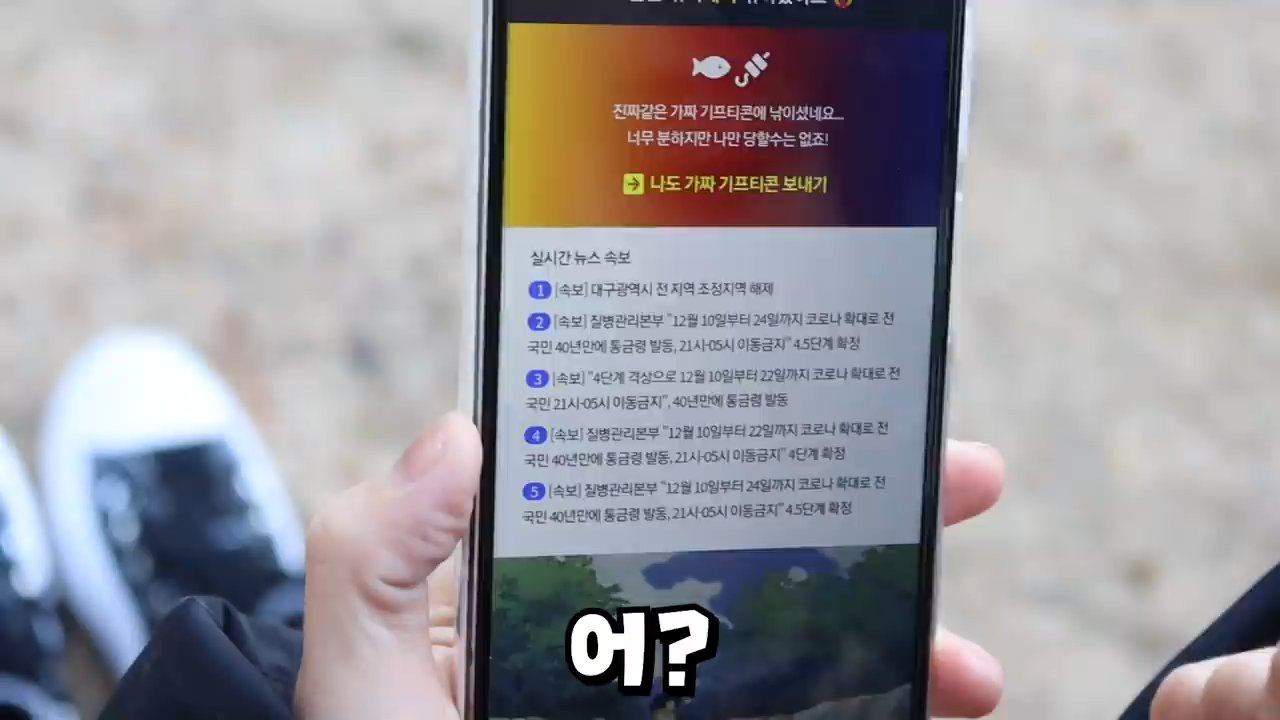 진짜같은 가짜 기프티콘에 낚이셨네요...
너무 분하지만 나만 당할수는 없죠!
나도 가짜 기프티콘 보내기
실시간 뉴스 속보
1 [속보] 대구광역시 전 지역 조정지역 해제
2 [속보] 질병관리본부 "12월 10일부터 24일까지 코로나 확대로 전
국민 40년만에 통금령 발동, 21시-05시 이동금지" 4.5단계 확정
3 [속보] "4단계 격상으로 12월 10일부터 22일까지 코로나 확대로 전
국민 21시-05시 이동금지", 40년만에 통금령 발동
4 [속보] 질병관리본부 "12월 10일부터 22일까지 코로나 확대로 전
국민 40년만에 통금령 발동, 21시-05시 이동금지" 4단계 확정
5 [속보] 질병관리본부 "12월 10일부터 24일까지 코로나 확대로 전
국민 40년만에 통금령 발동, 21시-05시 이동금지" 4.5단계 확정
어?